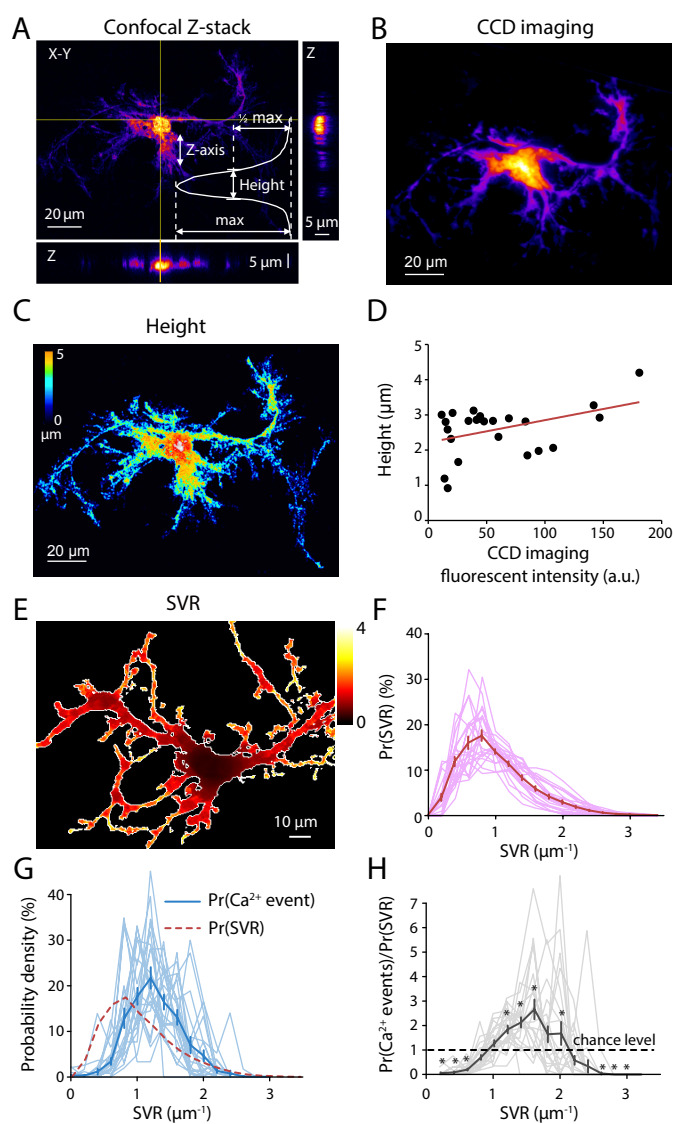 A
Confocal Z-stack
X-Y
Z
½ max
Z-axis
Height
max
20 µm
5 µm
Z
5 µm
B
CCD imaging
20 µm
C
Height
5
0
µm
20 µm
D
Height (µm)
5
4
3
2
1
0
0 50 100 150 200
CCD imaging
fluorescent intensity (a.u.)
E
SVR
4
0
10 µm
F
Pr(SVR) (%)
40
30
20
10
0
0 1 2 3
SVR (µm⁻¹)
G
Probability density (%)
40
30
20
10
0
Pr(Ca²⁺ event)
Pr(SVR)
0 1 2 3
SVR (µm⁻¹)
H
Pr(Ca²⁺ events)/Pr(SVR)
7
6
5
4
3
2
1
0
* * * * * * * * * *
chance level
0 1 2 3
SVR (µm⁻¹)